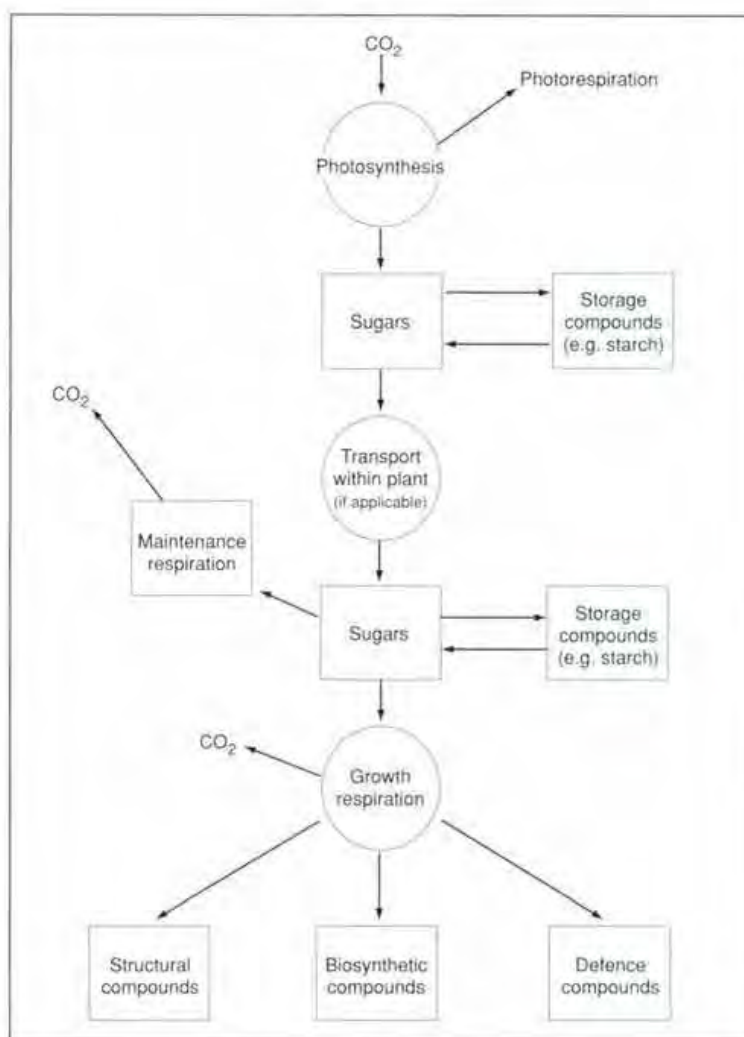 CO₂
Photorespiration
Photosynthesis
Sugars
Storage
compounds
(e.g. starch)
CO₂
Transport
within plant
(if applicable)
Maintenance
respiration
Sugars
Storage
compounds
(e.g. starch)
CO₂
Growth
respiration
Structural
compounds
Biosynthetic
compounds
Defence
compounds